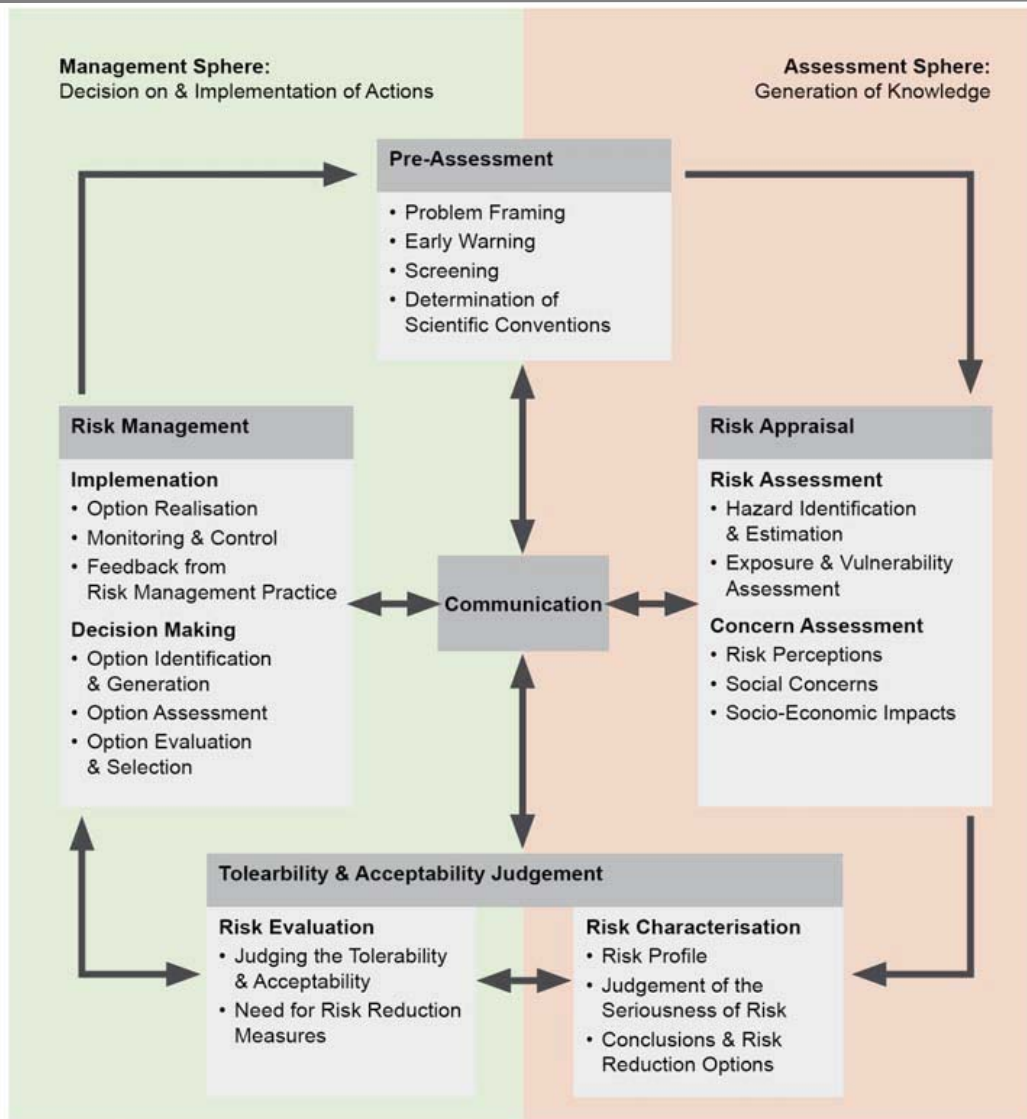 Management Sphere:
Decision on & Implementation of Actions
Assessment Sphere:
Generation of Knowledge
Pre-Assessment
• Problem Framing
• Early Warning
• Screening
• Determination of
Scientific Conventions
Risk Management
Implemenation
• Option Realisation
• Monitoring & Control
• Feedback from
Risk Management Practice
Decision Making
• Option Identification
& Generation
• Option Assessment
• Option Evaluation
& Selection
Communication
Risk Appraisal
Risk Assessment
• Hazard Identification
& Estimation
• Exposure & Vulnerability
Assessment
Concern Assessment
• Risk Perceptions
• Social Concerns
• Socio-Economic Impacts
Tolearbility & Acceptability Judgement
Risk Evaluation
• Judging the Tolerability
& Acceptability
• Need for Risk Reduction
Measures
Risk Characterisation
• Risk Profile
• Judgement of the
Seriousness of Risk
• Conclusions & Risk
Reduction Options